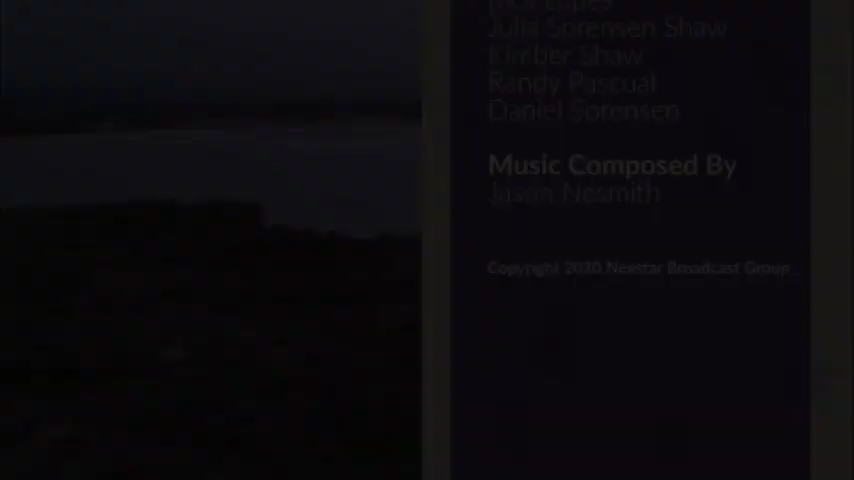 Julia Sorensen Shaw
Kimber Shaw
Randy Pascual
Daniel Sorensen
Music Composed By
Jason Nesmith
Copyright 2020 Nexstar Broadcast Group